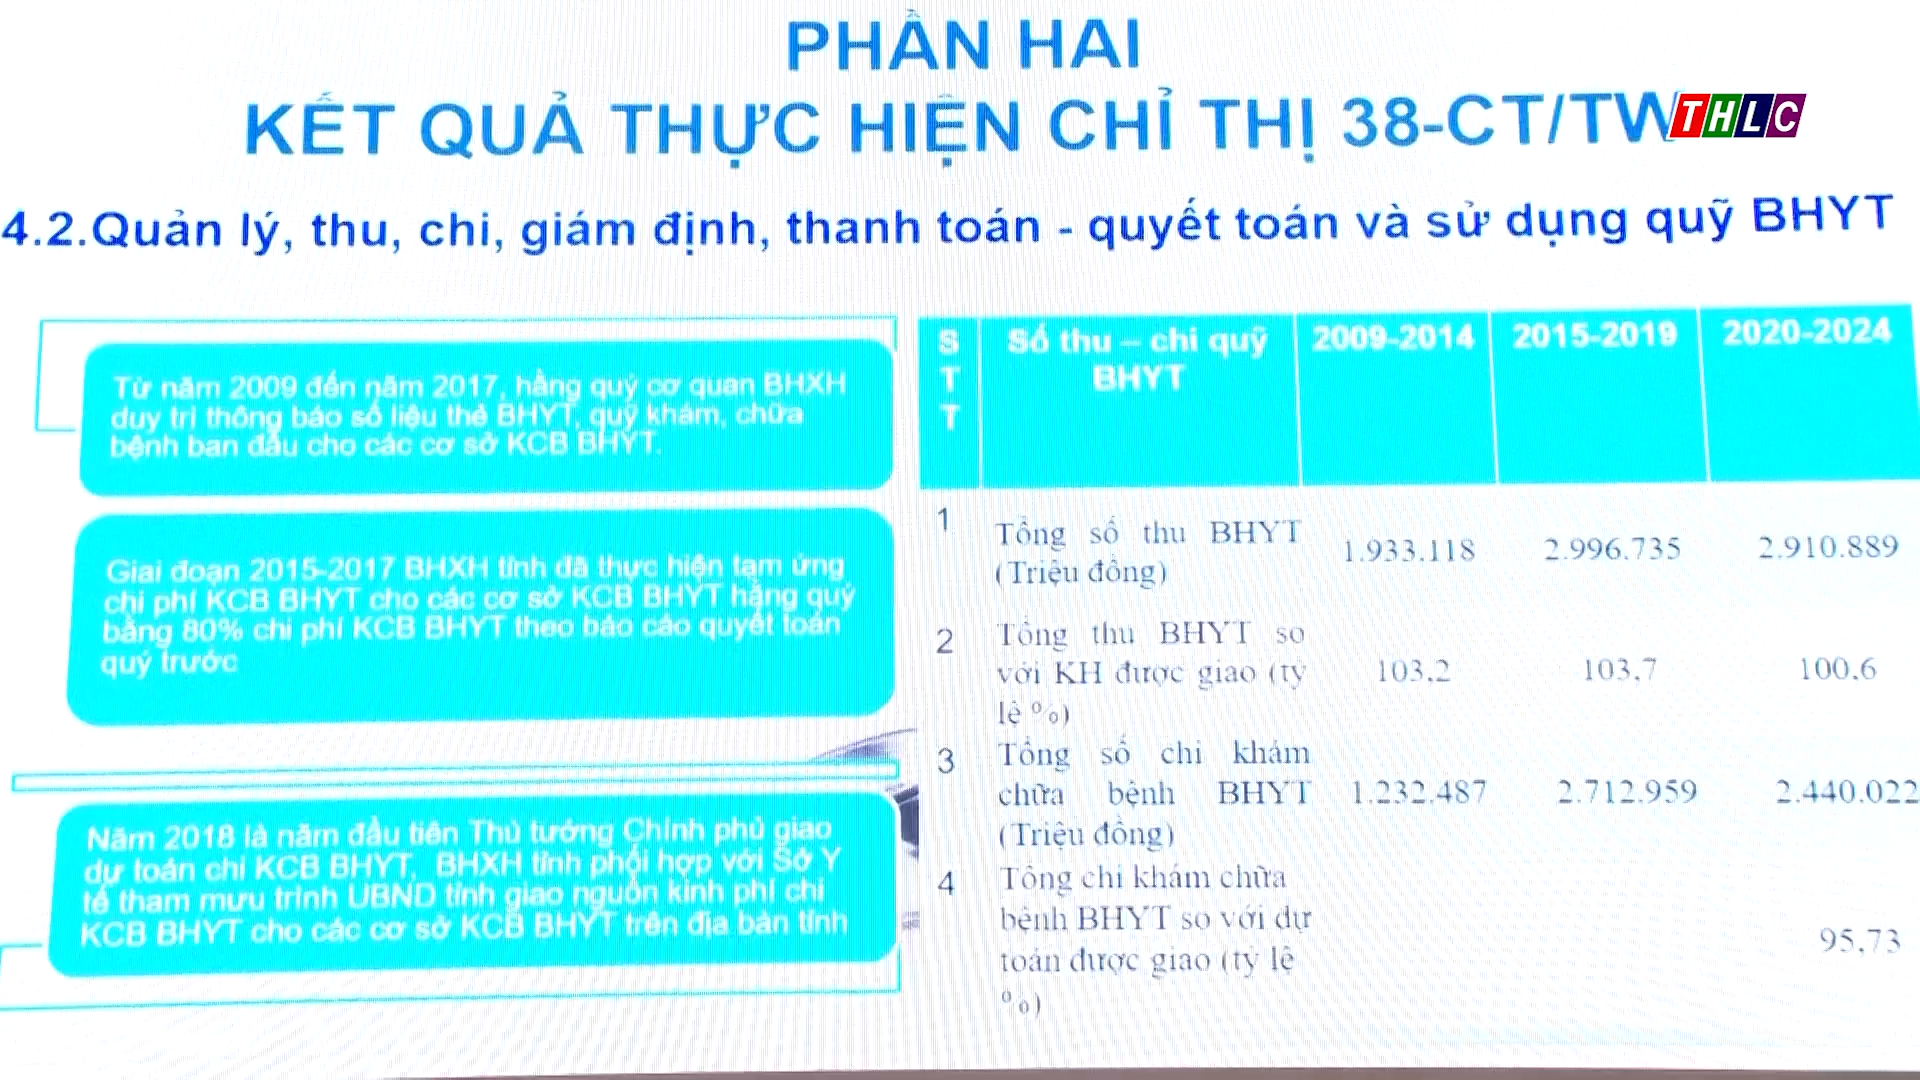 PHẦN HAI
KẾT QUẢ THỰC HIỆN CHỈ THỊ 38-CT/TW
THLC
4.2.Quản lý, thu, chi, giám định, thanh toán - quyết toán và sử dụng quỹ BHYT
Từ năm 2009 đến năm 2017, hằng quý cơ quan BHXH
duy trì thông báo số liệu thẻ BHYT, quỹ khám, chữa
bệnh ban đầu cho các cơ sở KCB BHYT.
Giai đoạn 2015-2017 BHXH tỉnh đã thực hiện tạm ứng
chi phí KCB BHYT cho các cơ sở KCB BHYT hằng quý
bằng 80% chi phí KCB BHYT theo báo cáo quyết toán
quý trước
Năm 2018 là năm đầu tiên Thủ tướng Chính phủ giao
dự toán chi KCB BHYT, BHXH tỉnh phối hợp với Sở Y
tế tham mưu trình UBND tỉnh giao nguồn kinh phí chi
KCB BHYT cho các cơ sở KCB BHYT trên địa bàn tỉnh
S Số thu – chi quỹ 2009-2014 2015-2019 2020-2024
T BHYT
T
1 Tổng số thu BHYT 1.933.118 2.996.735 2.910.889
(Triệu đồng)
2 Tổng thu BHYT so
với KH được giao (tỷ 103,2 103,7 100,6
lệ %)
3 Tổng số chi khám
chữa bệnh BHYT 1.232.487 2.712.959 2.440.022
(Triệu đồng)
4 Tổng chi khám chữa
bệnh BHYT so với dự 95,73
toán được giao (tỷ lệ
%)